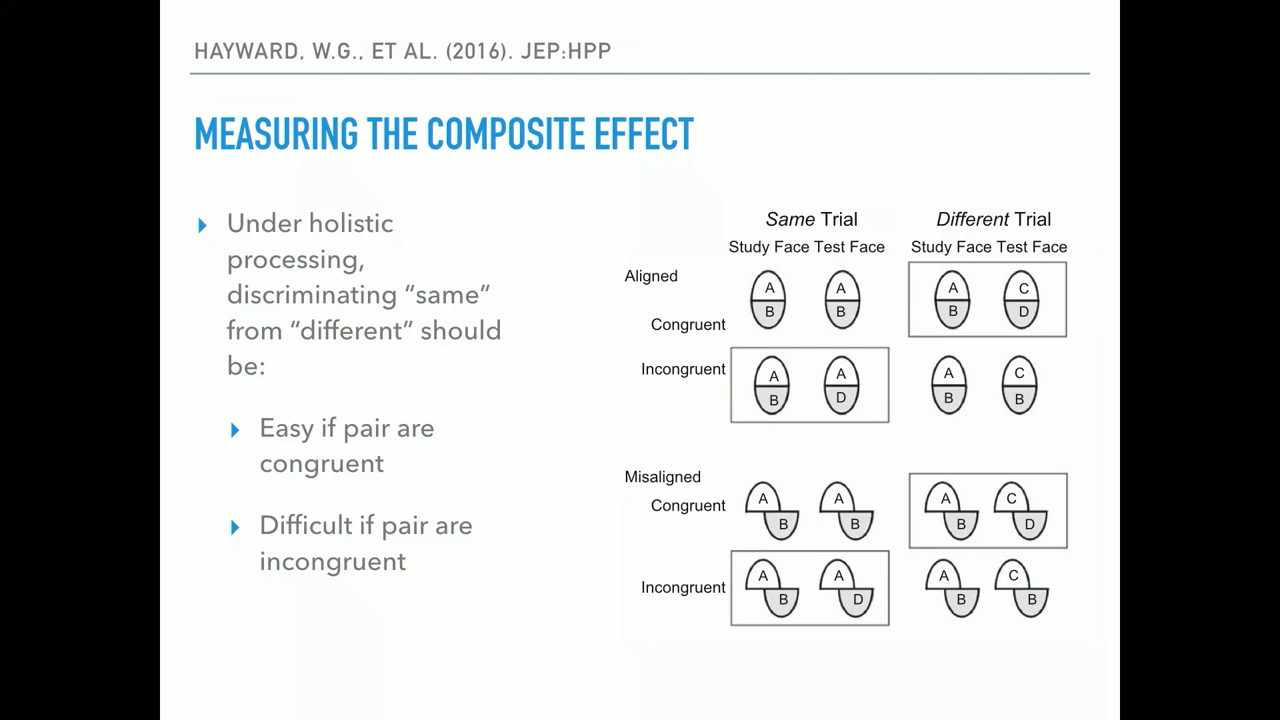 HAYWARD, W.G., ET AL. (2016). JEP:HPP
MEASURING THE COMPOSITE EFFECT
Under holistic
processing,
discriminating “same”
from “different” should
be:
Easy if pair are
congruent
Difficult if pair are
incongruent
Same Trial
Different Trial
Study Face Test Face
Study Face Test Face
Aligned
A A A C
B B B D
Congruent
Incongruent
A A A C
B D B B
Misaligned
Congruent
A A A C
B B B D
Incongruent
A A A C
B D B B